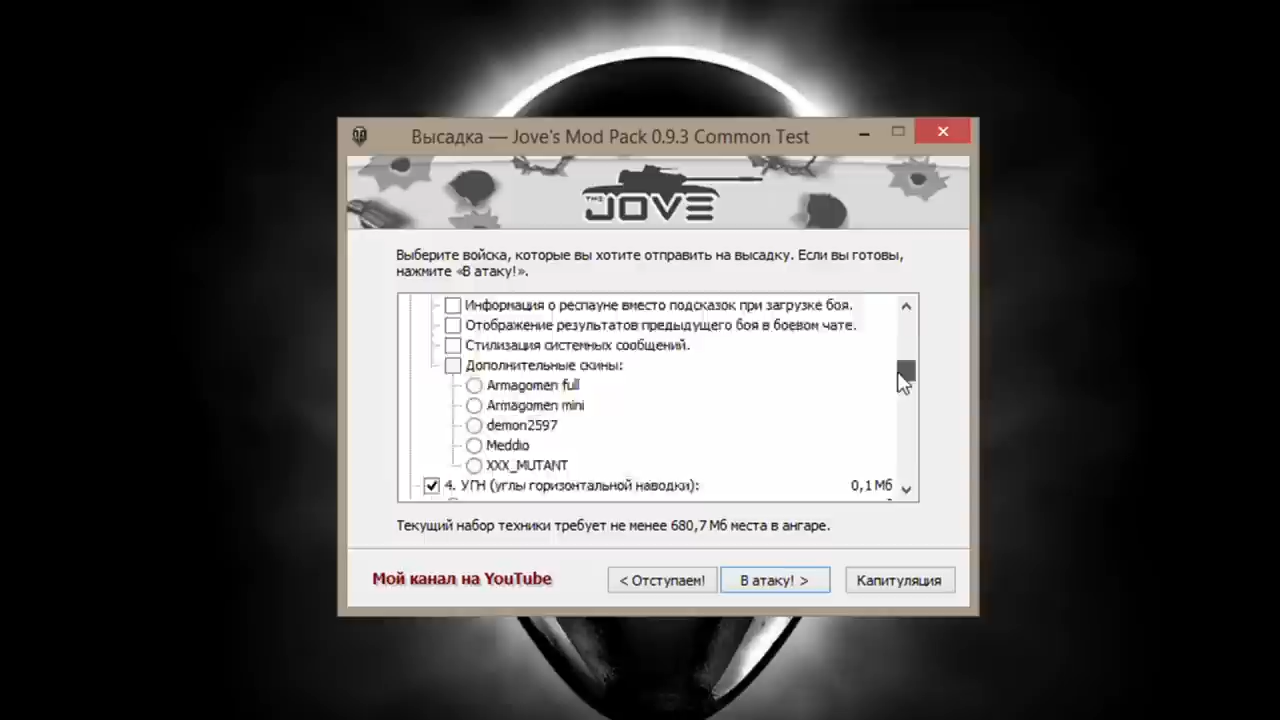 Высадка — Jove's Mod Pack 0.9.3 Common Test
THE JOVE
Выберите войска, которые вы хотите отправить на высадку. Если вы готовы,
нажмите «В атаку!».
Информация о респауне вместо подсказок при загрузке боя.
Отображение результатов предыдущего боя в боевом чате.
Стилизация системных сообщений.
Дополнительные скины:
Armagomen full
Armagomen mini
demon2597
Meddio
XXX_MUTANT
4. УГН (углы горизонтальной наводки): 0,1 Мб
Текущий набор техники требует не менее 680,7 Мб места в ангаре.
Мой канал на YouTube
< Отступаем!
В атаку! >
Капитуляция